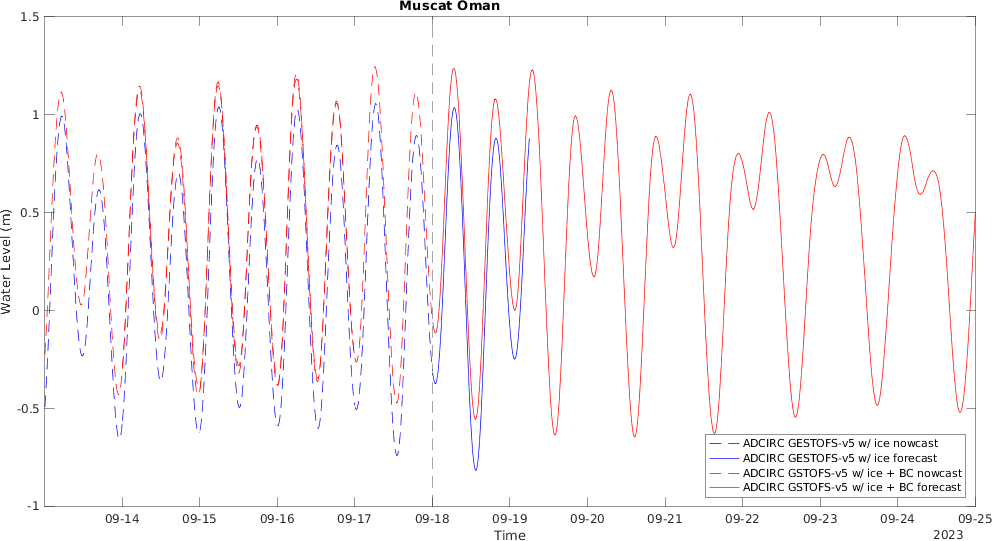 Muscat Oman
1.5
1
0.5
0
-0.5
-1
Water Level (m)
09-14 09-15 09-16 09-17 09-18 09-19 09-20 09-21 09-22 09-23 09-24 09-25
Time
2023
ADCIRC GESTOFS-v5 w/ ice nowcast
ADCIRC GESTOFS-v5 w/ ice forecast
ADCIRC GSTOFS-v5 w/ ice + BC nowcast
ADCIRC GSTOFS-v5 w/ ice + BC forecast